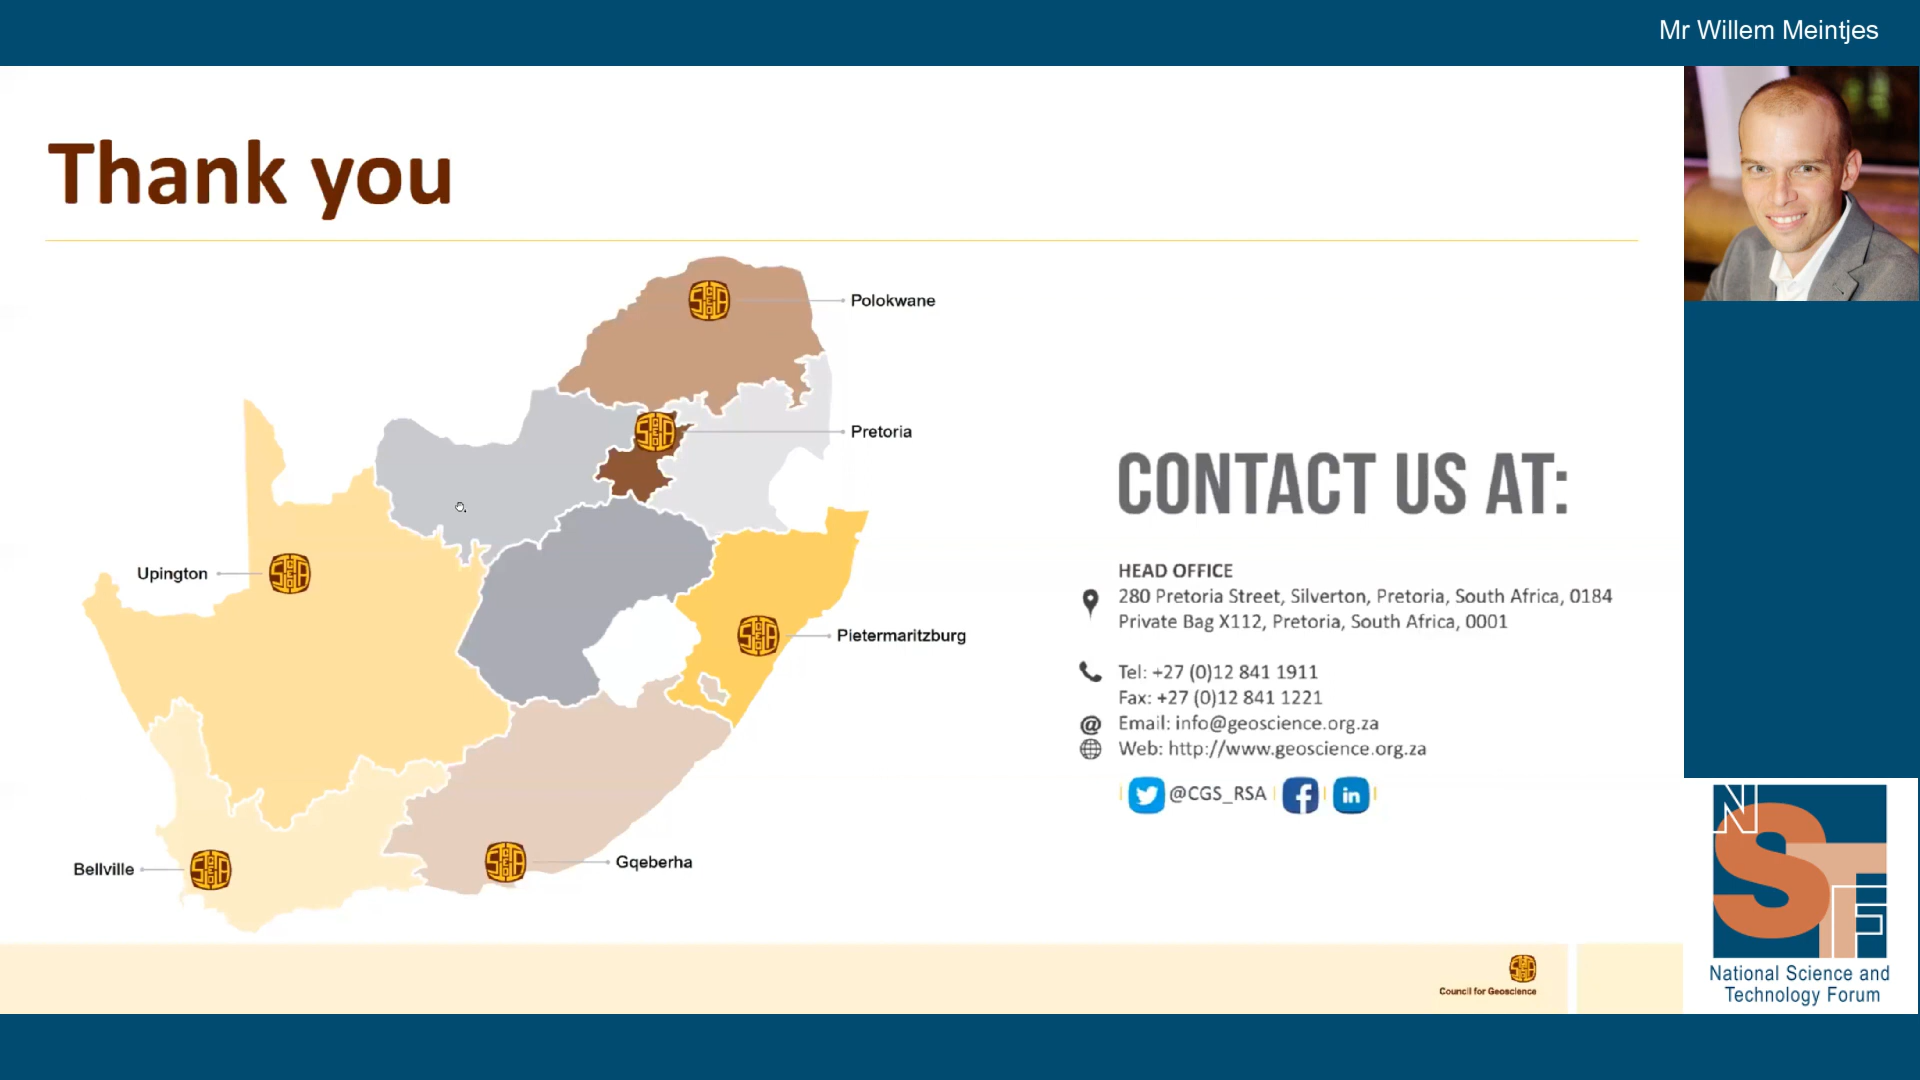 Mr Willem Meintjes
Thank you
Polokwane
Pretoria
Upington
Pietermaritzburg
Bellville
Gqeberha
CONTACT US AT:
HEAD OFFICE
280 Pretoria Street, Silverton, Pretoria, South Africa, 0184
Private Bag X112, Pretoria, South Africa, 0001
Tel: +27 (0)12 841 1911
Fax: +27 (0)12 841 1221
@ Email: info@geoscience.org.za
Web: http://www.geoscience.org.za
@CGS_RSA
f
in
Council for Geoscience
NSTF
National Science and
Technology Forum